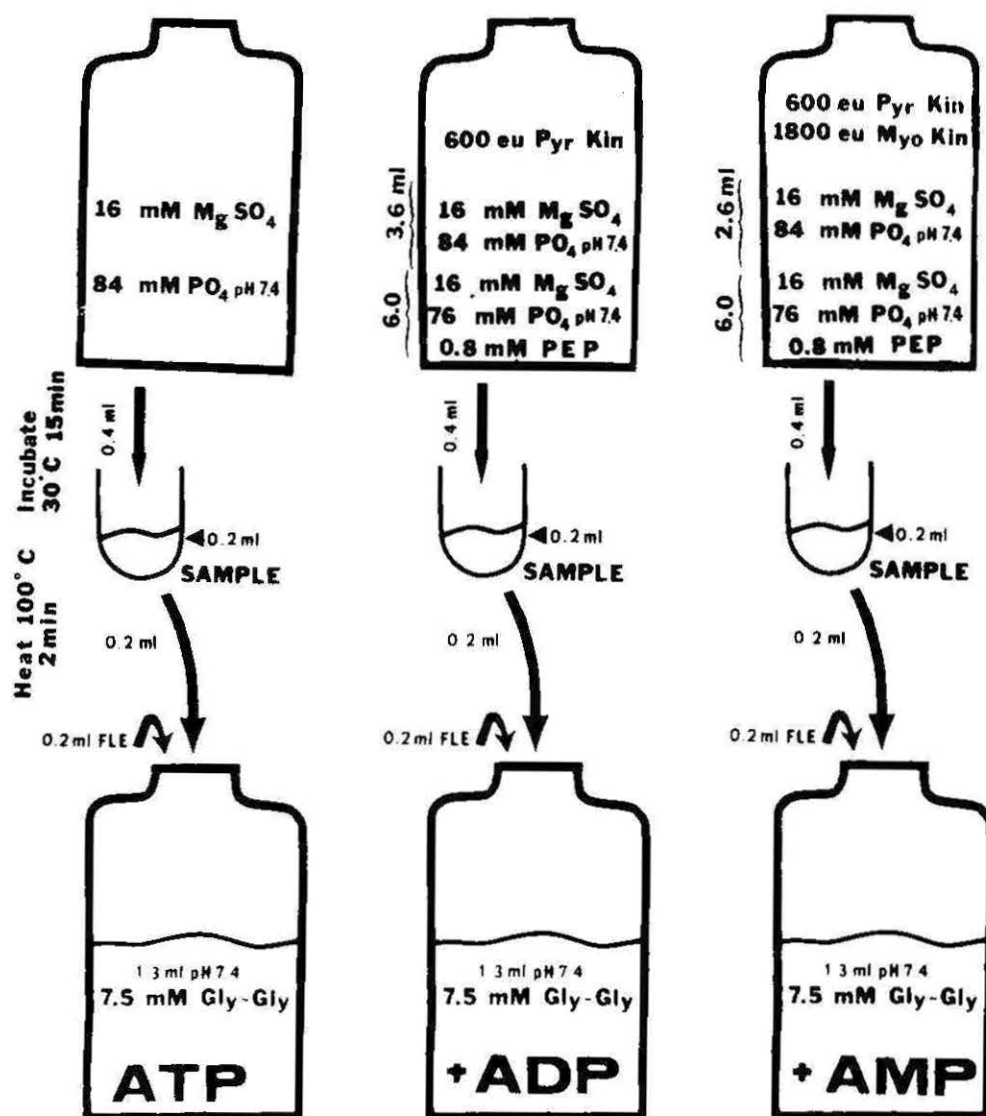 16 mM Mg SO4
84 mM PO4 pH 7.4
600 eu Pyr Kin
3.6 ml
16 mM Mg SO4
84 mM PO4 pH 7.4
6.0
16 mM Mg SO4
76 mM PO4 pH 7.4
0.8 mM PEP
600 eu Pyr Kin
1800 eu Myo Kin
2.6 ml
16 mM Mg SO4
84 mM PO4 pH 7.4
6.0
16 mM Mg SO4
76 mM PO4 pH 7.4
0.8 mM PEP
Incubate
30°C 15min
0.4 ml
0.2 ml
SAMPLE
0.4 ml
0.2 ml
SAMPLE
0.4 ml
0.2 ml
SAMPLE
Heat 100°C
2min
0.2 ml
0.2 ml FLE
0 2 ml
0.2 ml FLE
0.2 ml
0.2 ml FLE
1 3 ml pH 7 4
7.5 mM Gly-Gly
ATP
1 3 ml pH 7 4
7.5 mM Gly-Gly
+ ADP
1 3 ml pH 7 4
7.5 mM Gly-Gly
+ AMP